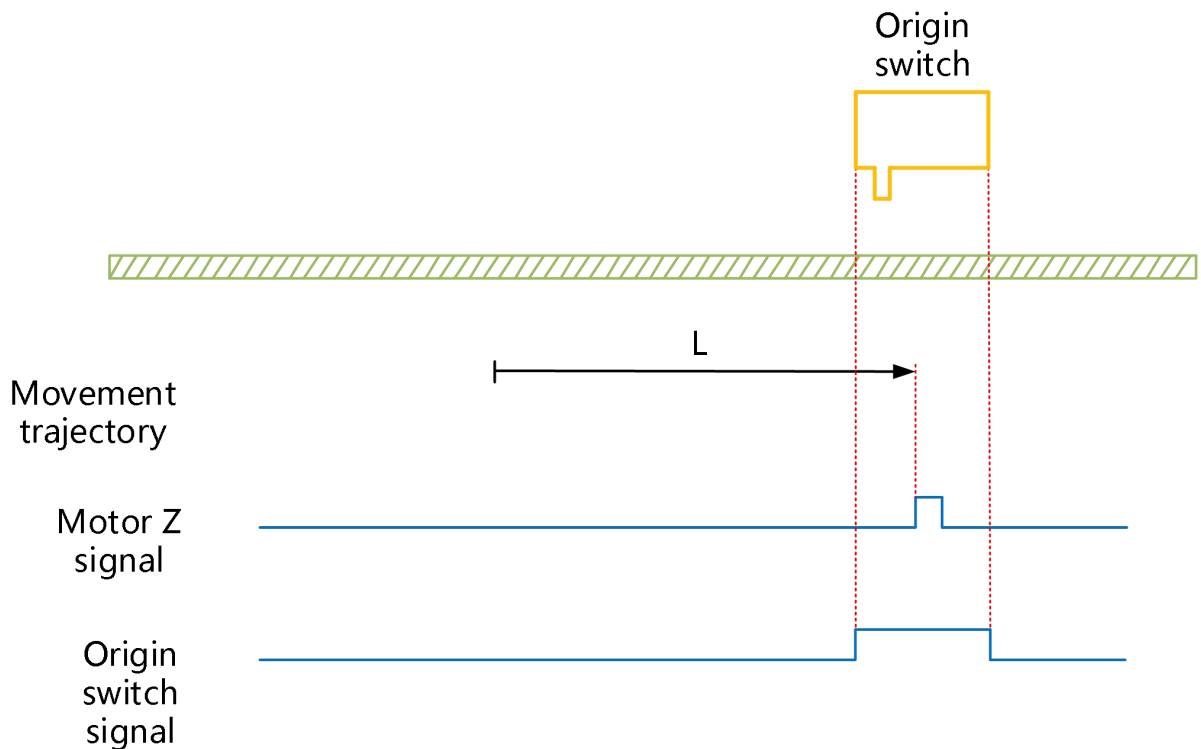 Origin
switch
L
Movement
trajectory
Motor Z
signal
Origin
switch
signal